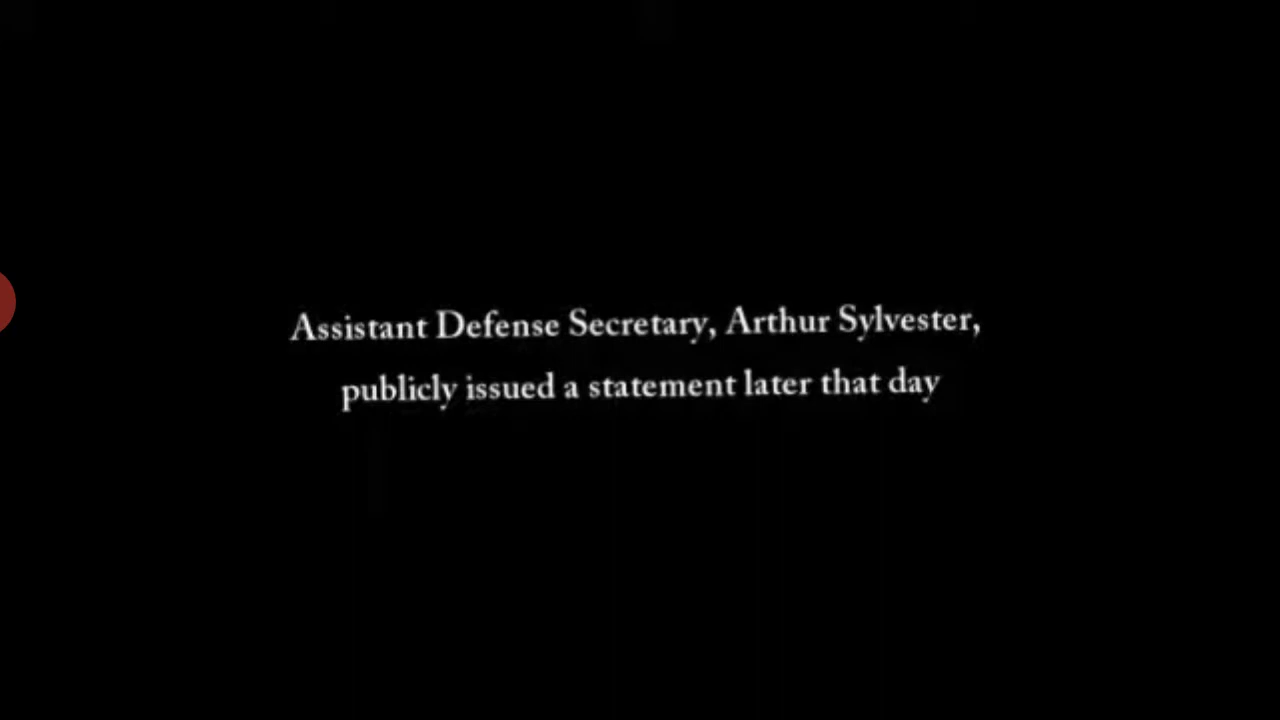 Assistant Defense Secretary, Arthur Sylvester,
publicly issued a statement later that day